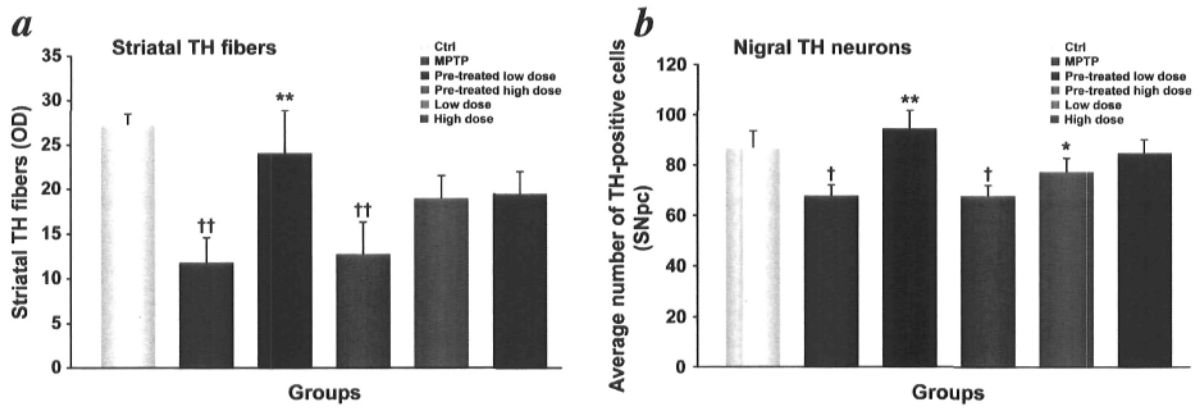 a
Striatal TH fibers
Ctrl
MPTP
Pre-treated low dose
Pre-treated high dose
Low dose
High dose
Striatal TH fibers (OD)
35
30
25
20
15
10
5
0
††
**
††
Groups
b
Nigral TH neurons
Ctrl
MPTP
Pre-treated low dose
Pre-treated high dose
Low dose
High dose
Average number of TH-positive cells
(SNpc)
120
100
80
60
40
20
0
†
**
†
*
Groups